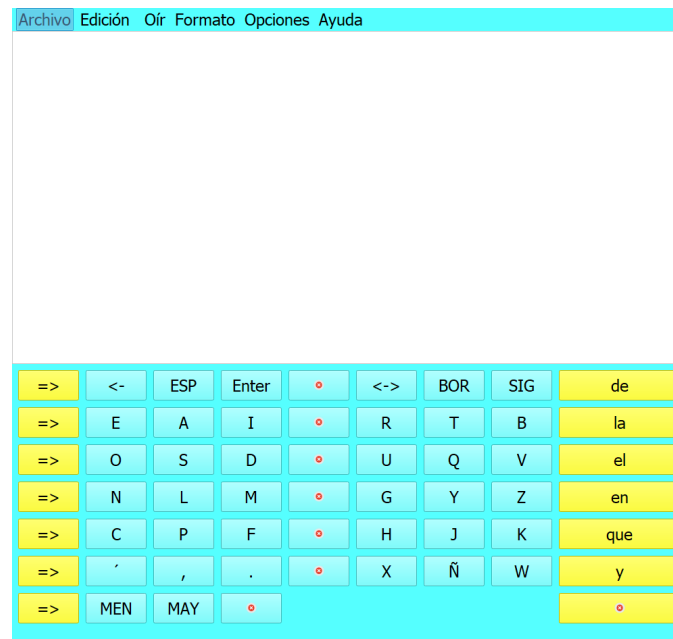 Archivo Edición Oír Formato Opciones Ayuda
=> <- ESP Enter <-> BOR SIG de
=> E A I R T B la
=> O S D U Q V el
=> N L M G Y Z en
=> C P F H J K que
=> ´ , . X Ñ W y
=> MEN MAY